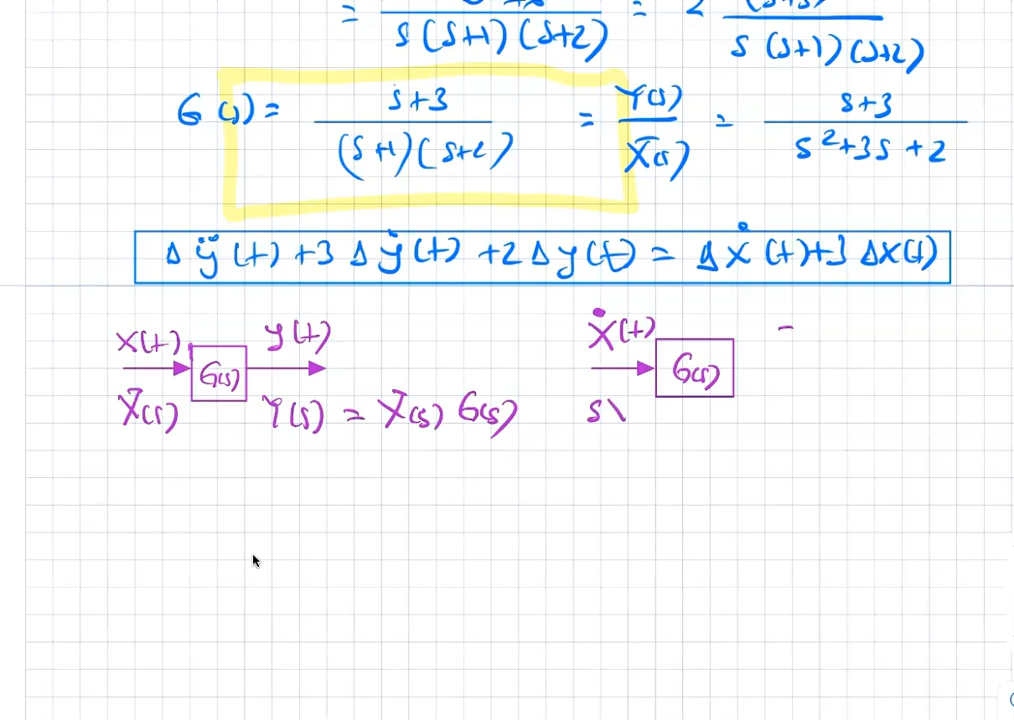 = = 2
s(s+1)(s+2) s(s+1)(s+2)
G(s) = s+3 / (s+1)(s+2) = Y(s) / X(s) = s+3 / s²+3s+2
Δÿ(t)+3Δẏ(t)+2Δy(t) = Δẋ(t)+3Δx(t)
x(t) y(t) ẋ(t)
G(s) G(s)
X(s) Y(s) = X(s) G(s) s\